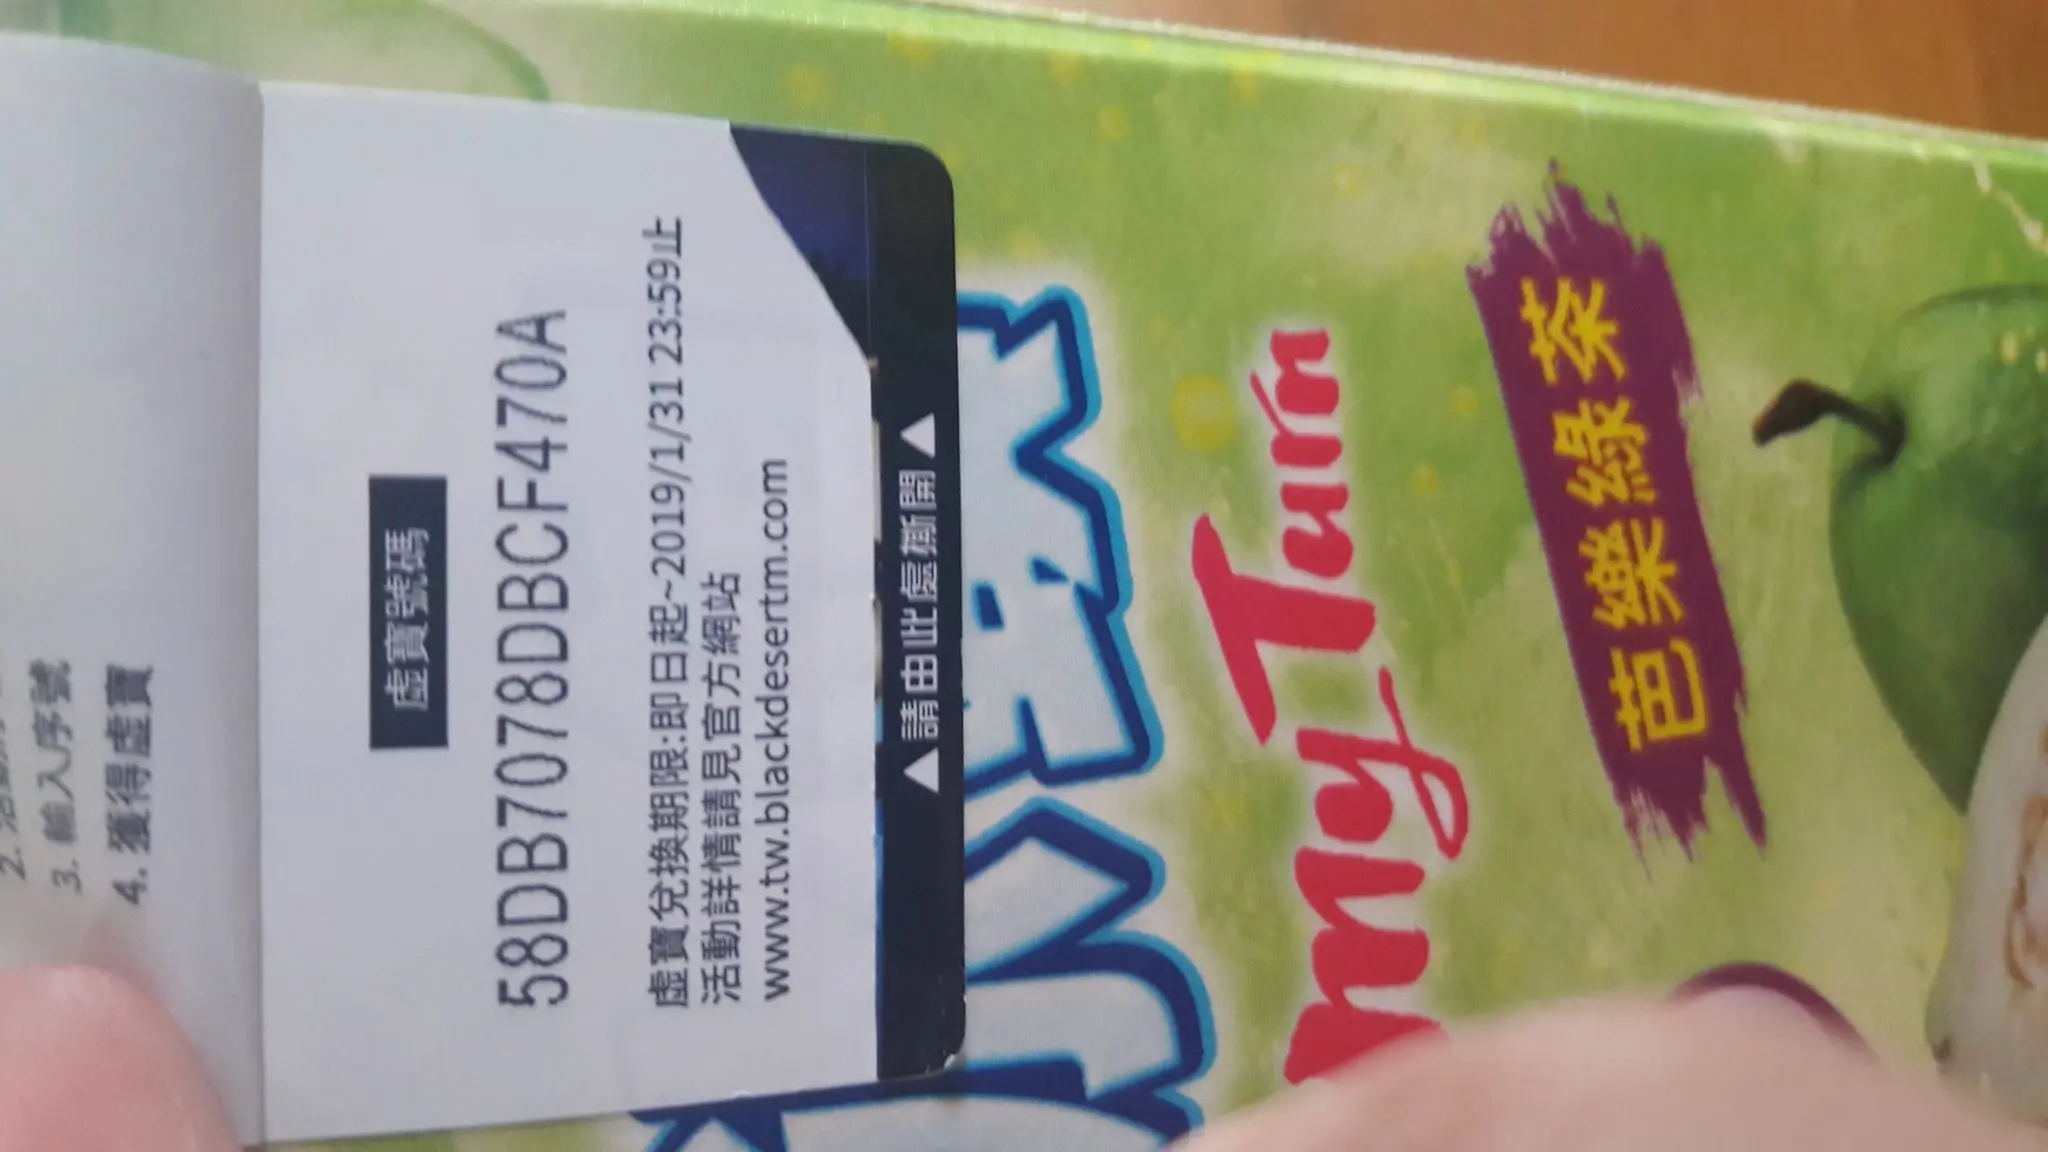 3. 輸入序號
4. 獲得虛寶
虛寶號碼
58DB7078DBCF470A
虛寶兌換期限:即日起~2019/1/31 23:59止
活動詳情請見官方網站
www.tw.blackdesertm.com
▲請由此處撕開▲
my Turn
芭樂綠茶